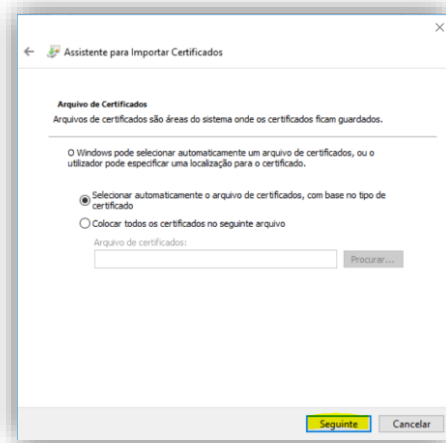 Assistente para Importar Certificados
Arquivo de Certificados
Arquivos de certificados são áreas do sistema onde os certificados ficam guardados.
O Windows pode selecionar automaticamente um arquivo de certificados, ou o
utilizador pode especificar uma localização para o certificado.
Selecionar automaticamente o arquivo de certificados, com base no tipo de
certificado
Colocar todos os certificados no seguinte arquivo
Arquivo de certificados:
Procurar...
Seguinte Cancelar